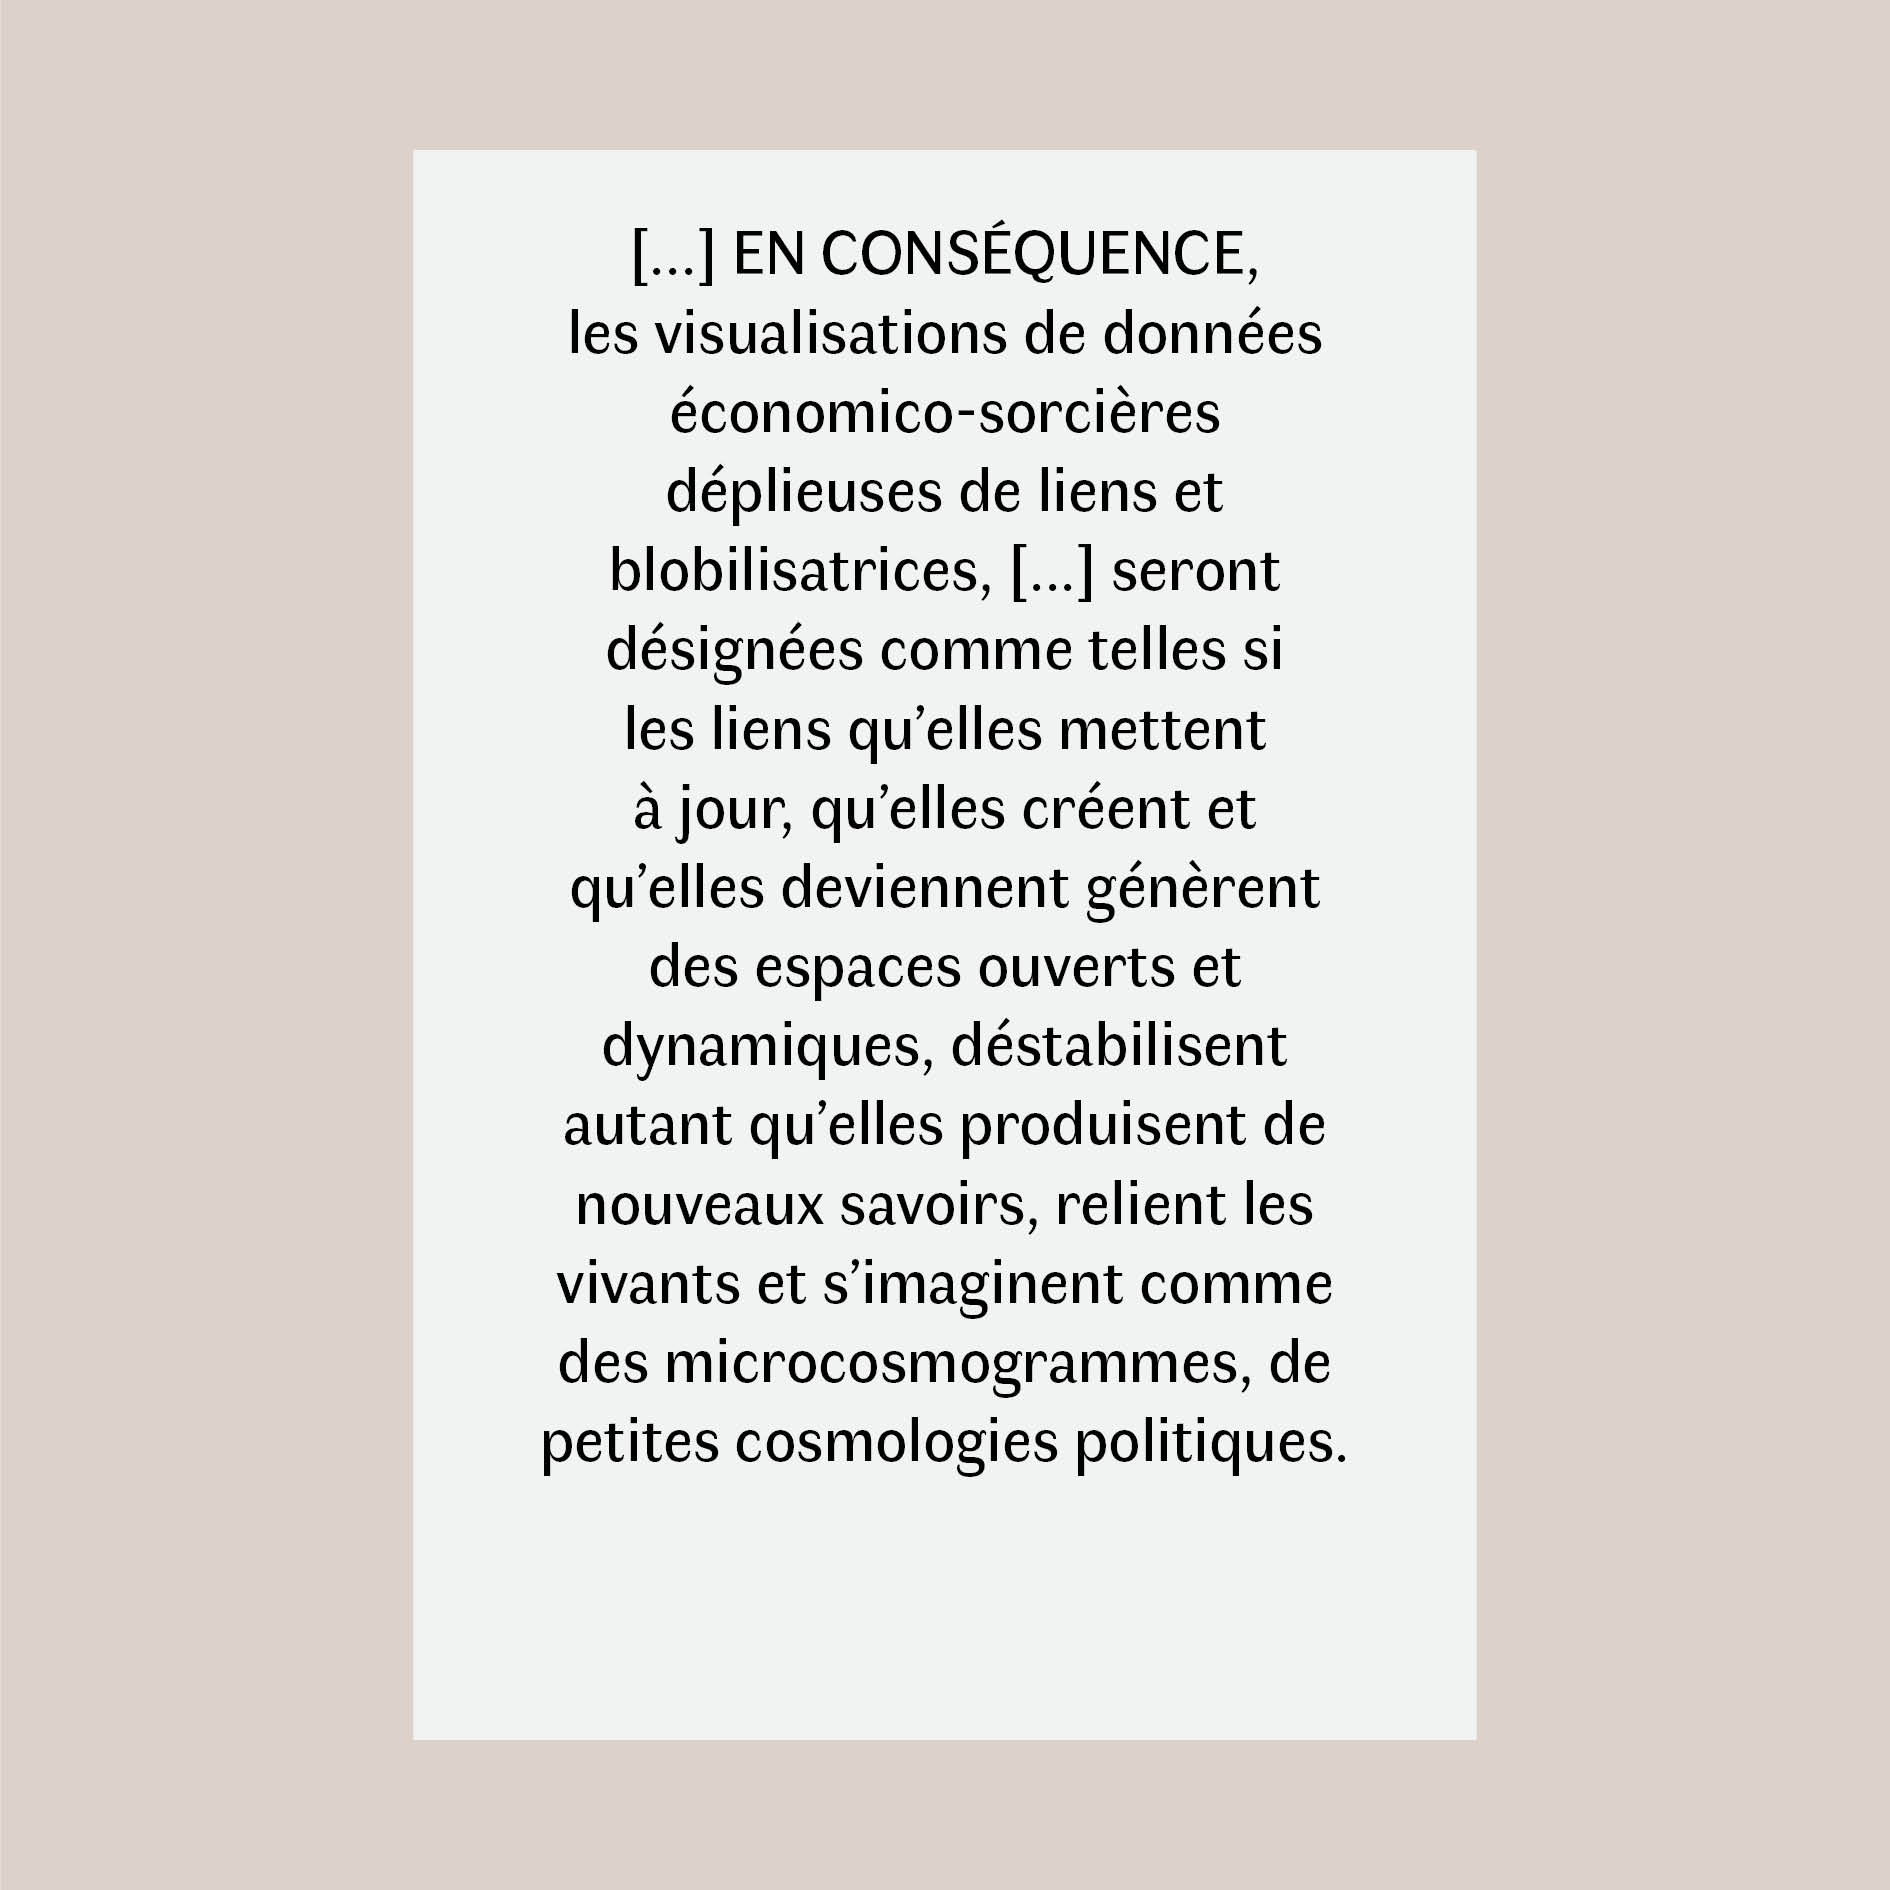 [...] EN CONSÉQUENCE,
les visualisations de données
économico-sorcières
déplieuses de liens et
blobilisatrices, [...] seront
désignées comme telles si
les liens qu’elles mettent
à jour, qu’elles créent et
qu’elles deviennent génèrent
des espaces ouverts et
dynamiques, déstabilisent
autant qu’elles produisent de
nouveaux savoirs, relient les
vivants et s’imaginent comme
des microcosmogrammes, de
petites cosmologies politiques.